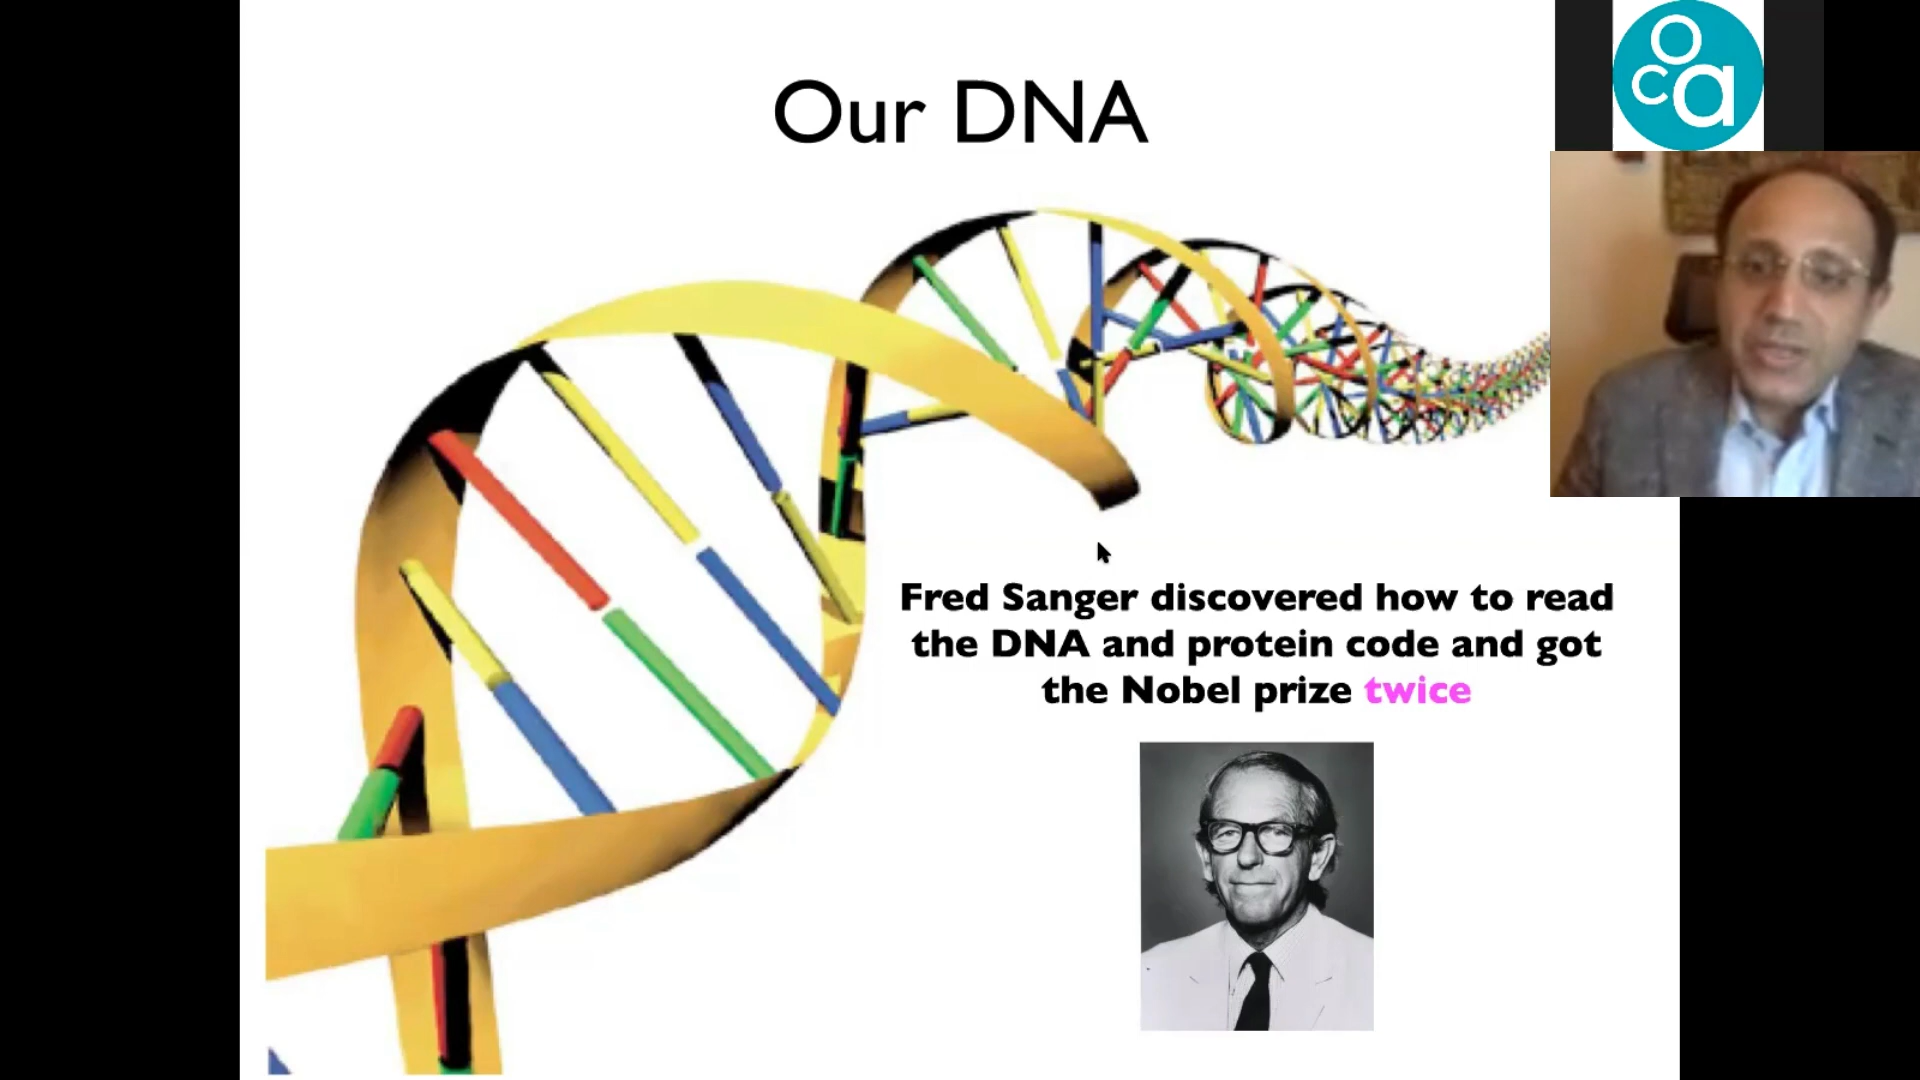 Our DNA
oca
Fred Sanger discovered how to read
the DNA and protein code and got
the Nobel prize twice